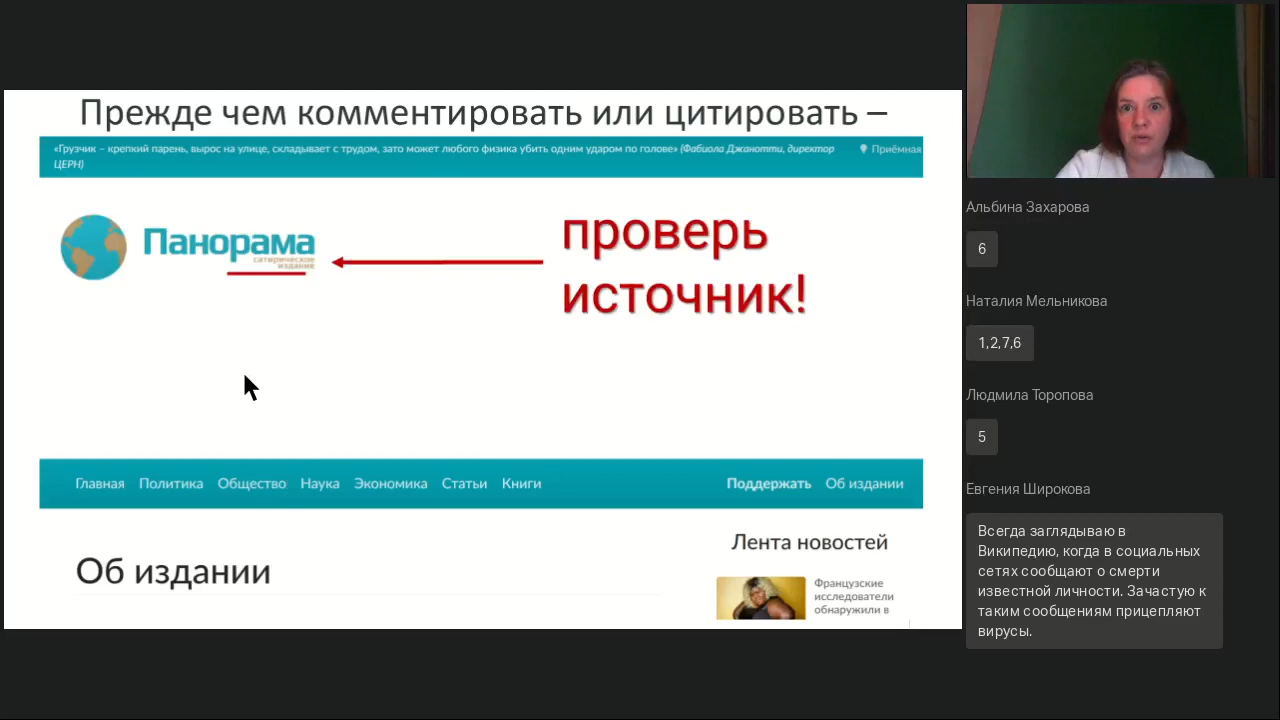 Прежде чем комментировать или цитировать –
«Грузчик – крепкий парень, вырос на улице, складывает с трудом, зато может любого физика убить одним ударом по голове» (Фабиола Джанотти, директор
ЦЕРН)
Приёмная
Панорама
сатирическое
издание
проверь
источник!
Главная Политика Общество Наука Экономика Статьи Книги Поддержать Об издании
Об издании
Лента новостей
Французские
исследователи
обнаружили в
Альбина Захарова
6
Наталия Мельникова
1,2,7,6
Людмила Торопова
5
Евгения Широкова
Всегда заглядываю в
Википедию, когда в социальных
сетях сообщают о смерти
известной личности. Зачастую к
таким сообщениям прицепляют
вирусы.